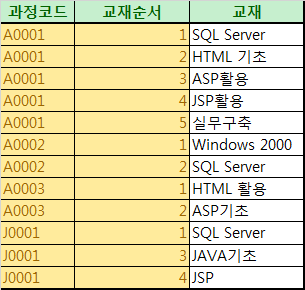 과정코드 교재순서 교재
A0001 1 SQL Server
A0001 2 HTML 기초
A0001 3 ASP활용
A0001 4 JSP활용
A0001 5 실무구축
A0002 1 Windows 2000
A0002 2 SQL Server
A0003 1 HTML 활용
A0003 2 ASP기초
J0001 1 SQL Server
J0001 3 JAVA기초
J0001 4 JSP